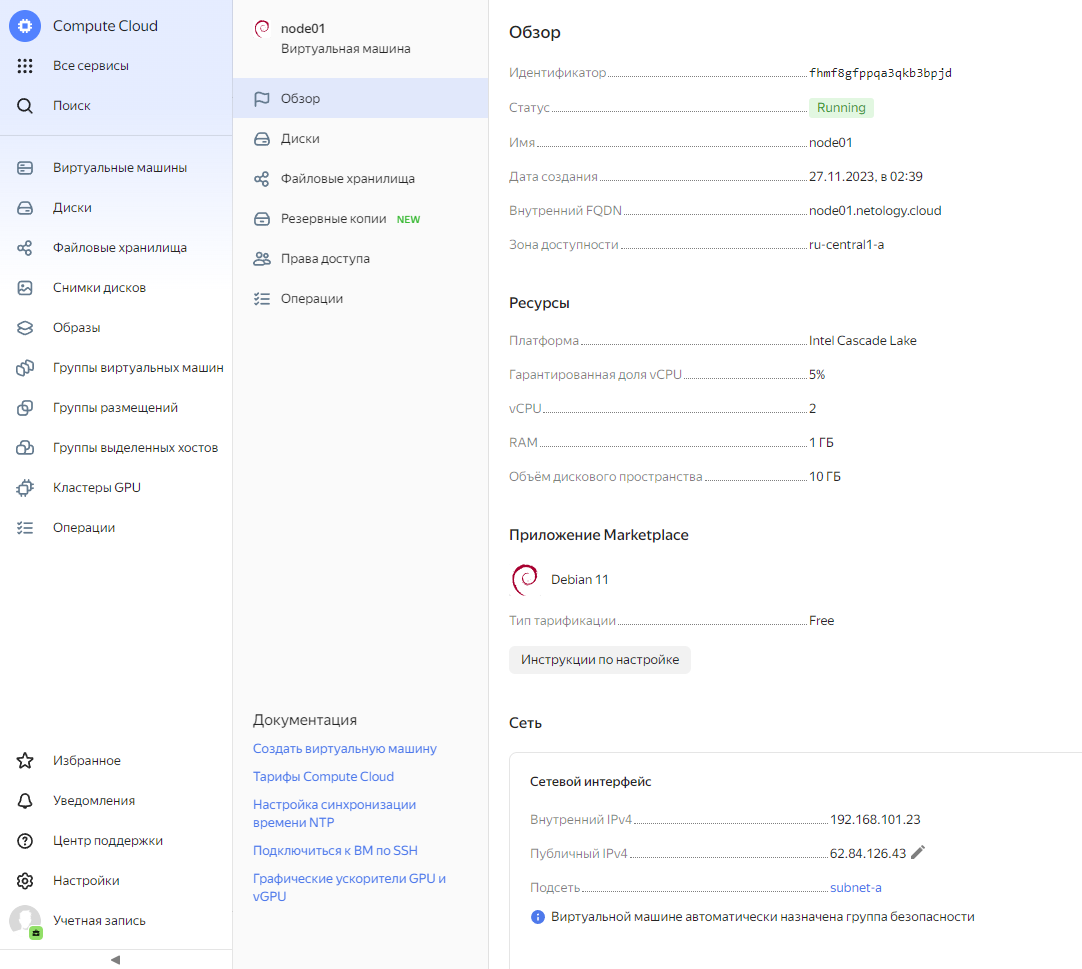 Compute Cloud
Все сервисы
Поиск
Виртуальные машины
Диски
Файловые хранилища
Снимки дисков
Образы
Группы виртуальных машин
Группы размещений
Группы выделенных хостов
Кластеры GPU
Операции
Избранное
Уведомления
Центр поддержки
Настройки
Учетная запись
node01
Виртуальная машина
Обзор
Диски
Файловые хранилища
Резервные копии NEW
Права доступа
Операции
Документация
Создать виртуальную машину
Тарифы Compute Cloud
Настройка синхронизации
времени NTP
Подключиться к ВМ по SSH
Графические ускорители GPU и
vGPU
Обзор
Идентификатор fhmf8gfppqa3qkb3bpjd
Статус Running
Имя node01
Дата создания 27.11.2023, в 02:39
Внутренний FQDN node01.netology.cloud
Зона доступности ru-central1-a
Ресурсы
Платформа Intel Cascade Lake
Гарантированная доля vCPU 5%
vCPU 2
RAM 1 ГБ
Объём дискового пространства 10 ГБ
Приложение Marketplace
Debian 11
Тип тарификации Free
Инструкции по настройке
Сеть
Сетевой интерфейс
Внутренний IPv4 192.168.101.23
Публичный IPv4 62.84.126.43
Подсеть subnet-a
Виртуальной машине автоматически назначена группа безопасности